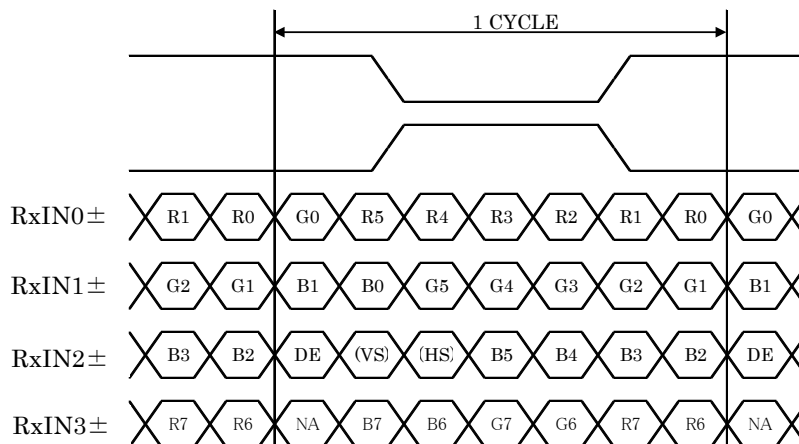 1 CYCLE
RxIN0± R1 R0 G0 R5 R4 R3 R2 R1 R0 G0
RxIN1± G2 G1 B1 B0 G5 G4 G3 G2 G1 B1
RxIN2± B3 B2 DE (VS) (HS) B5 B4 B3 B2 DE
RxIN3± R7 R6 NA B7 B6 G7 G6 R7 R6 NA